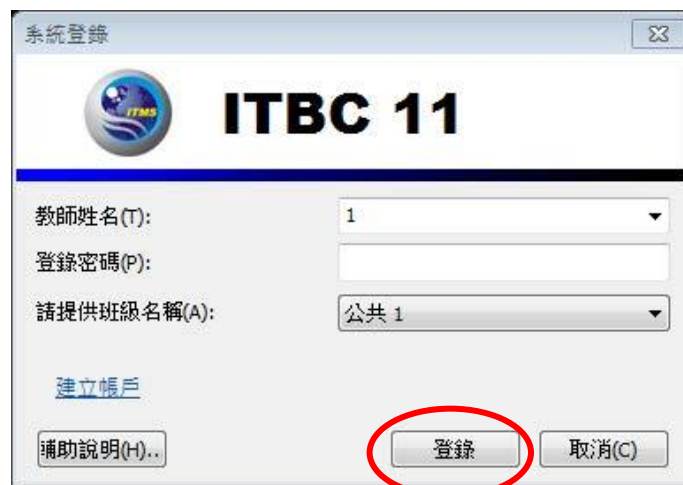 系統登錄
ITMS
ITBC 11
教師姓名(T):
1
登錄密碼(P):
請提供班級名稱(A):
公共 1
建立帳戶
補助說明(H)..
登錄
取消(C)